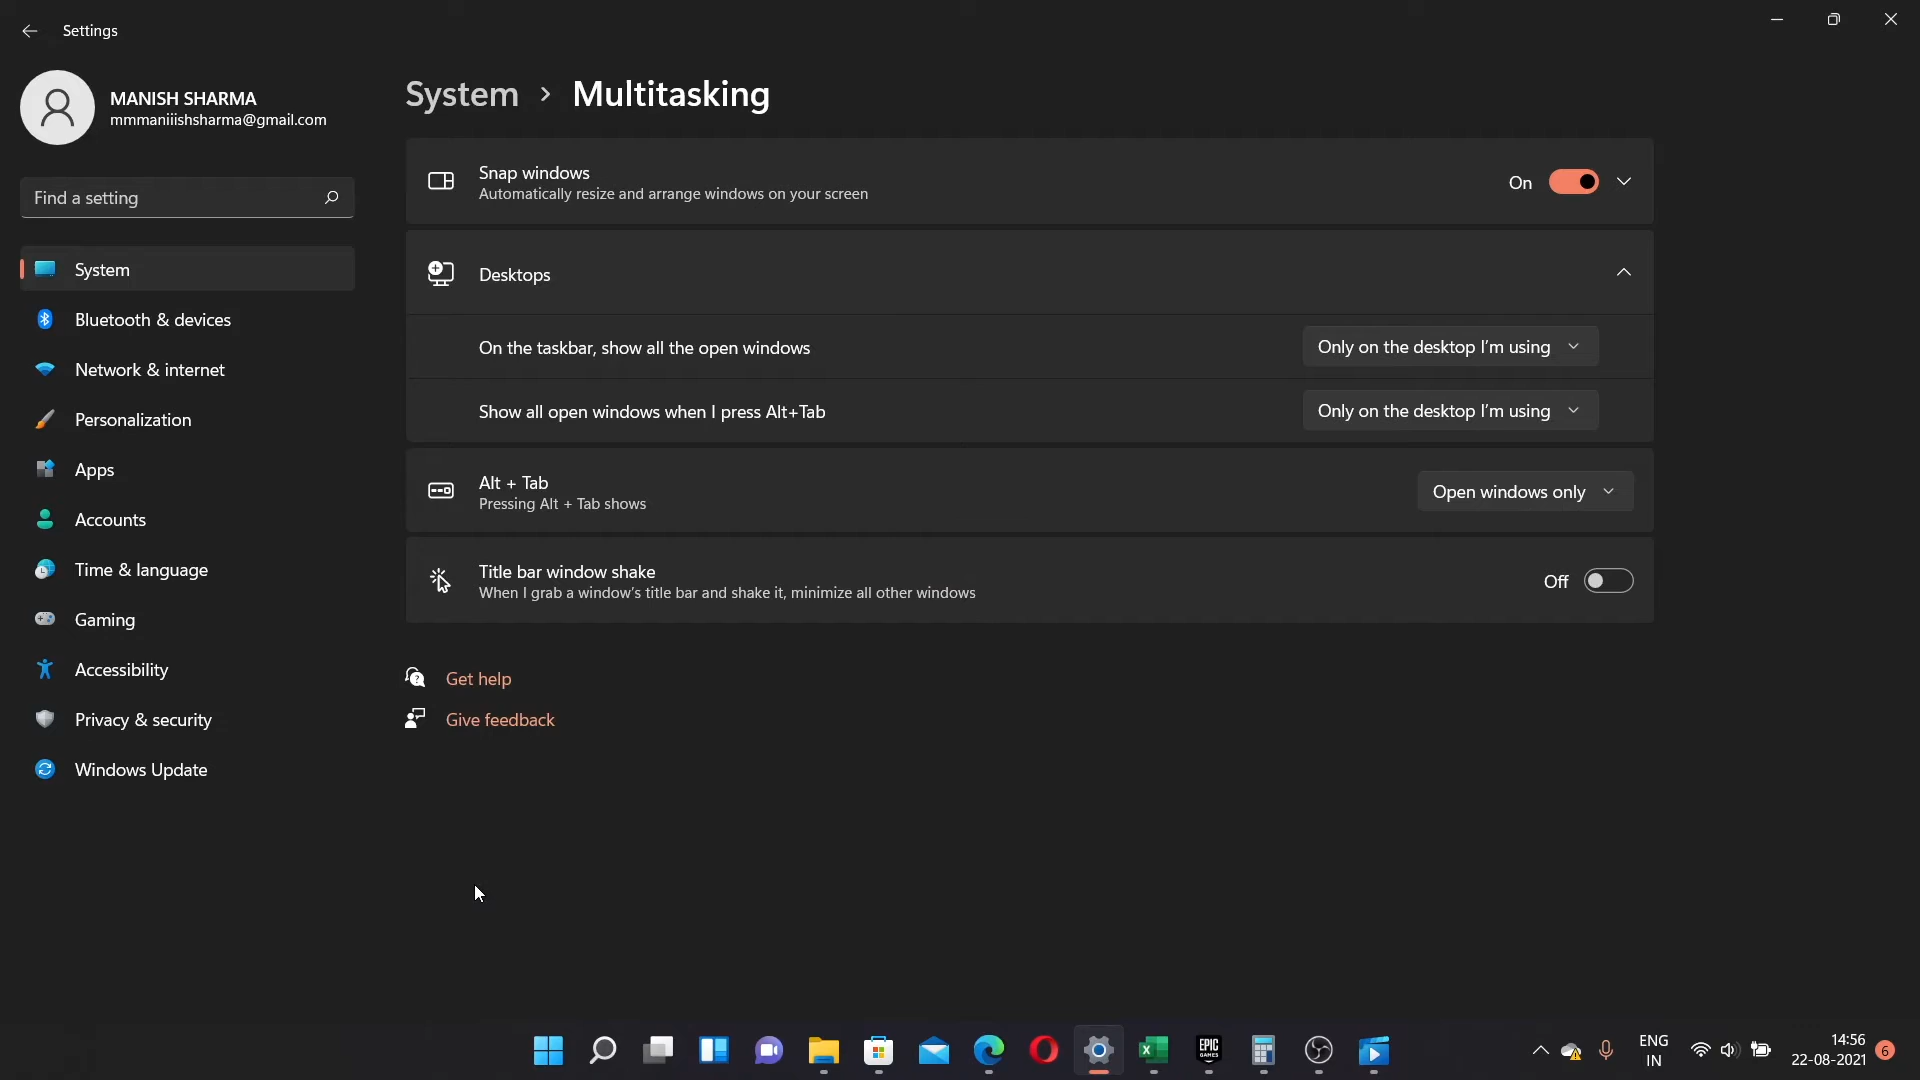 Settings
MANISH SHARMA
mmmaniiishsharma@gmail.com
Find a setting
System
Bluetooth & devices
Network & internet
Personalization
Apps
Accounts
Time & language
Gaming
Accessibility
Privacy & security
Windows Update
System > Multitasking
Snap windows
Automatically resize and arrange windows on your screen
On
Desktops
On the taskbar, show all the open windows
Only on the desktop I'm using
Show all open windows when I press Alt+Tab
Only on the desktop I'm using
Alt + Tab
Pressing Alt + Tab shows
Open windows only
Title bar window shake
When I grab a window's title bar and shake it, minimize all other windows
Off
Get help
Give feedback
EPIC
GAMES
ENG
IN
14:56
22-08-2021
6